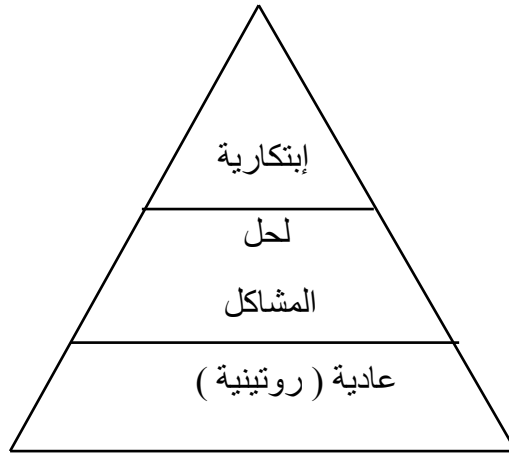 إبتكارية
لحل
المشاكل
عادية ( روتينية )